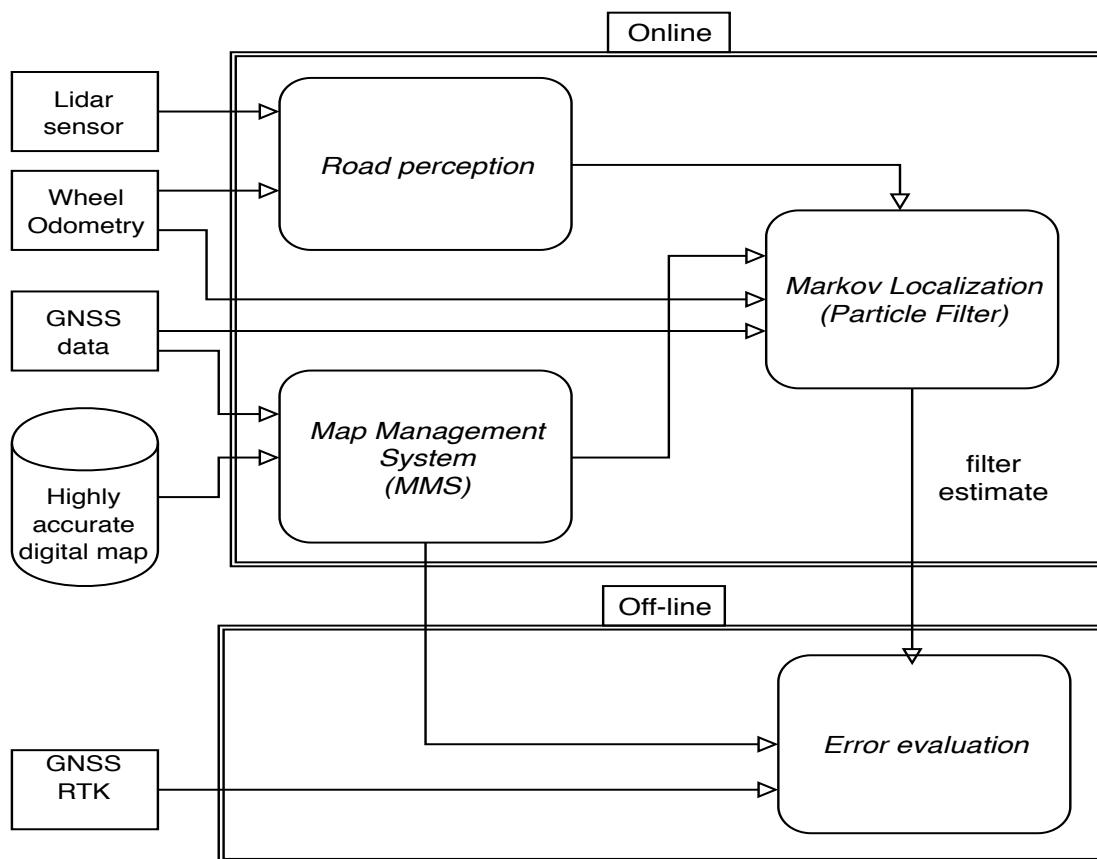 Online
Lidar
sensor
Road perception
Wheel
Odometry
Markov Localization
(Particle Filter)
GNSS
data
Map Management
System
(MMS)
Highly
accurate
digital map
filter
estimate
Off-line
Error evaluation
GNSS
RTK